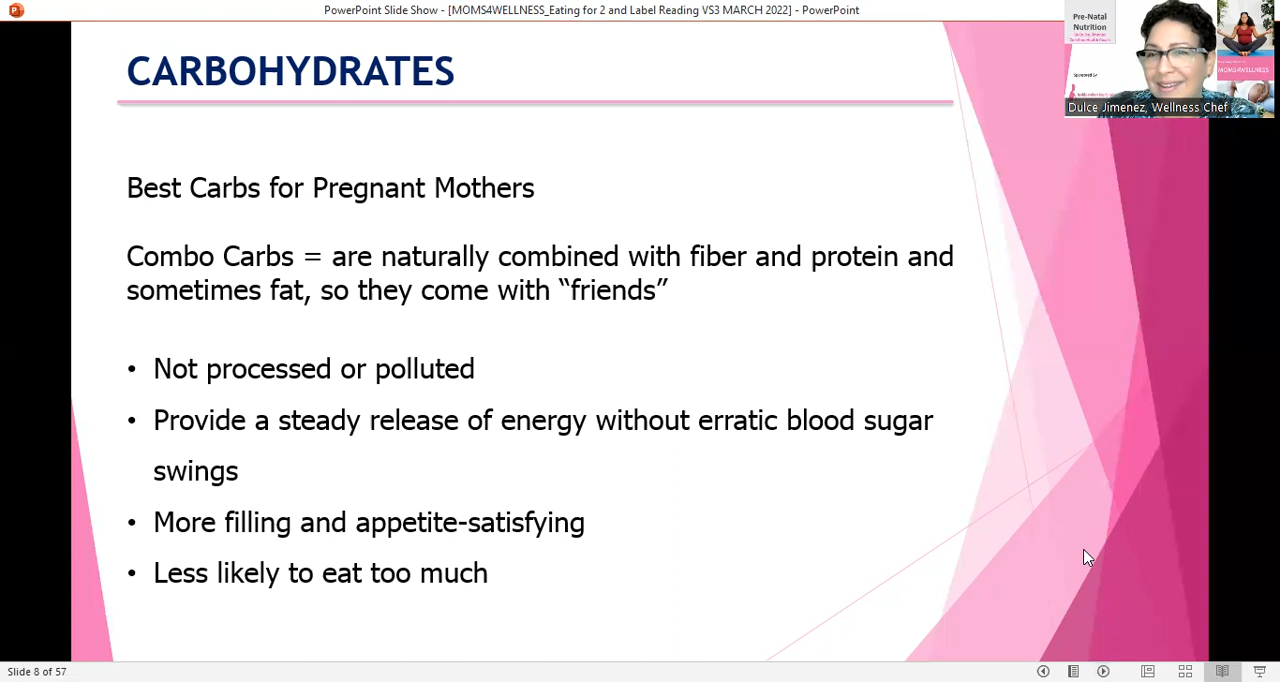 PowerPoint Slide Show - [MOMS4WELLNESS_Eating for 2 and Label Reading VS3 MARCH 2022] - PowerPoint
Pre-Natal
Nutrition
Sponsored by
MOMS4WELLNESS
Dulce Jimenez, Wellness Chef
CARBOHYDRATES
Best Carbs for Pregnant Mothers
Combo Carbs = are naturally combined with fiber and protein and
sometimes fat, so they come with “friends”
• Not processed or polluted
• Provide a steady release of energy without erratic blood sugar
swings
• More filling and appetite-satisfying
• Less likely to eat too much
Slide 8 of 57